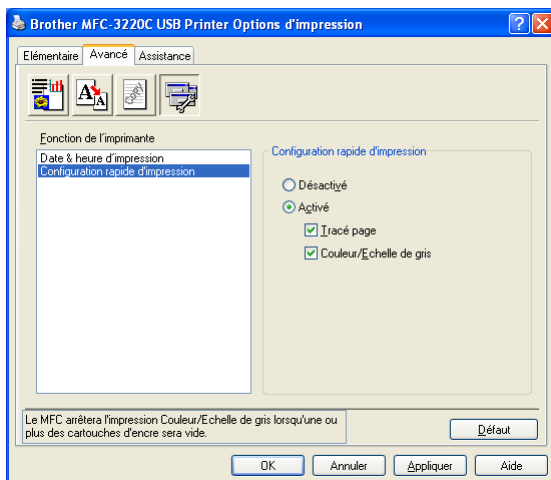 Brother MFC-3220C USB Printer Options d'impression
Elémentaire Avancé Assistance
Fonction de l'imprimante
Date & heure d'impression
Configuration rapide d'impression
Configuration rapide d'impression
Désactivé
Activé
Tracé page
Couleur/Echelle de gris
Le MFC arrêtera l'impression Couleur/Echelle de gris lorsqu'une ou
plus des cartouches d'encre sera vide.
Défaut
OK Annuler Appliquer Aide